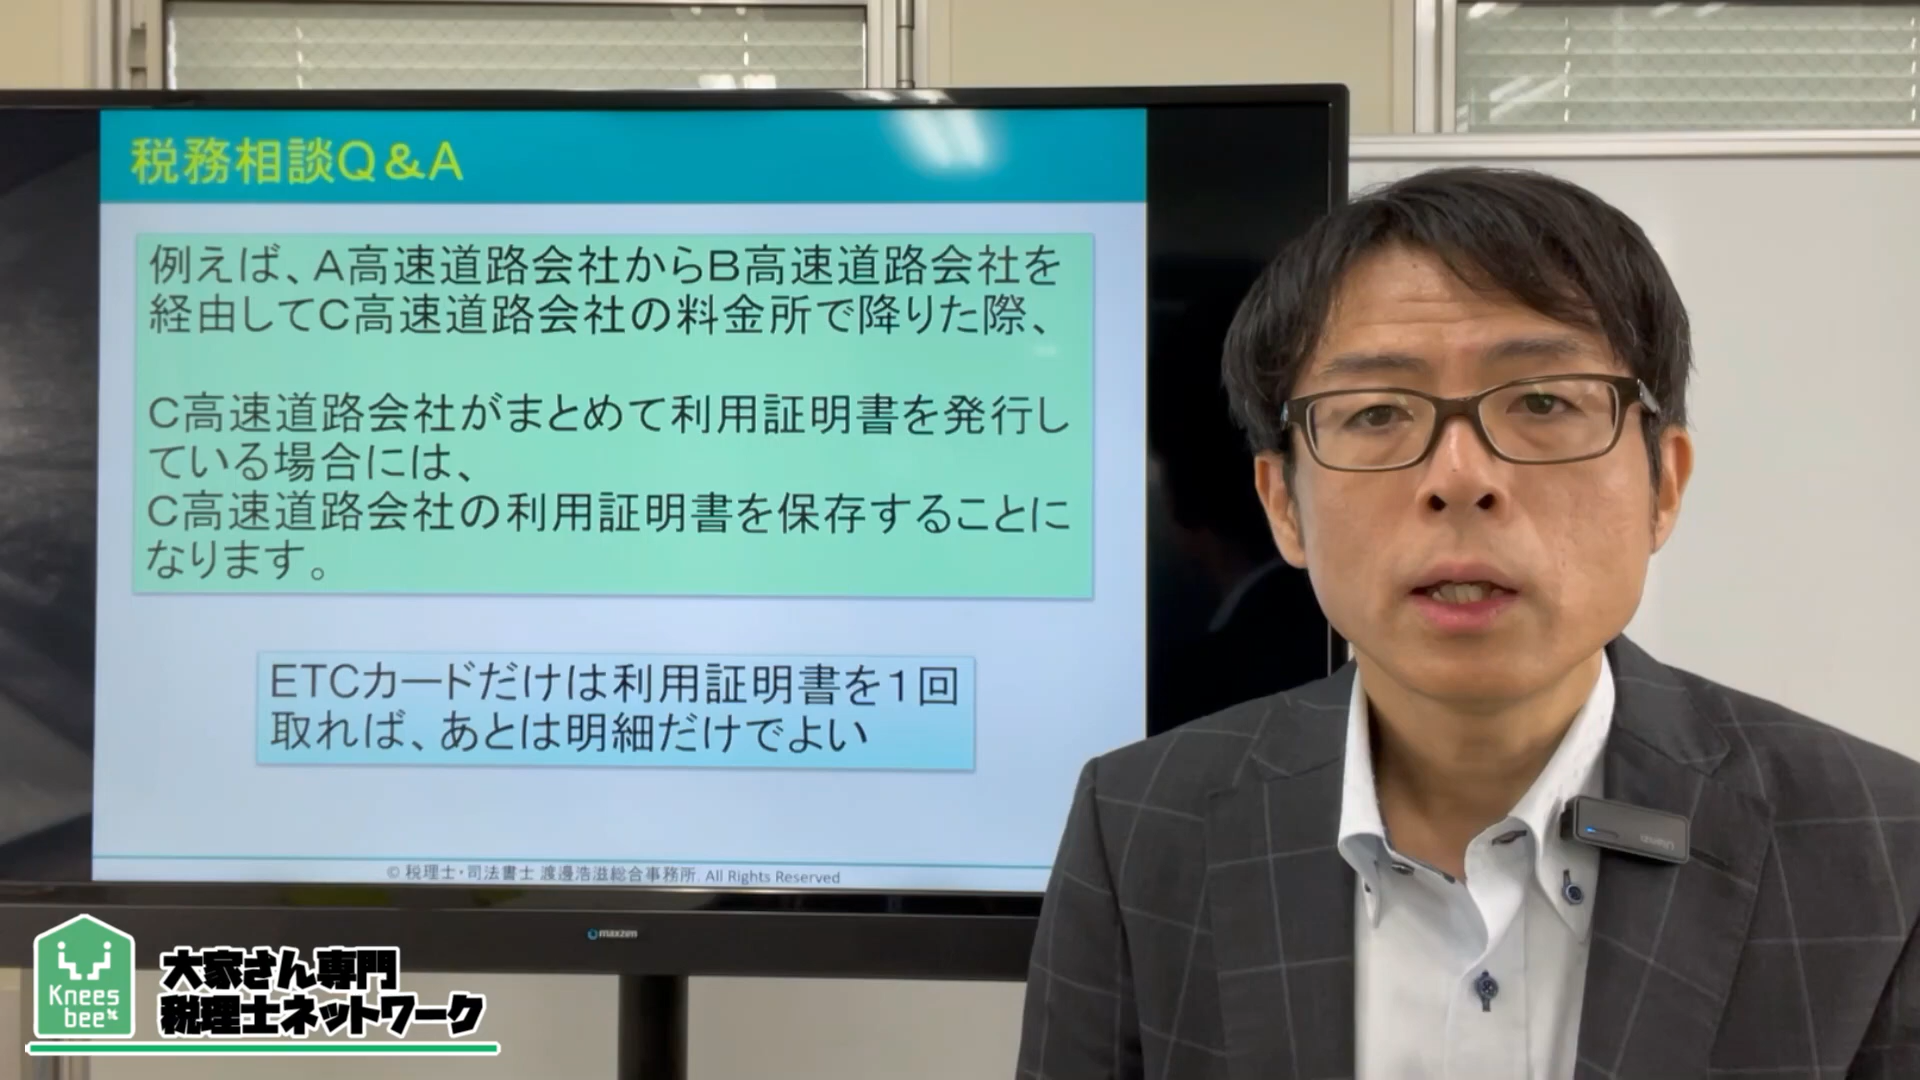 税務相談Q&A
例えば、A高速道路会社からB高速道路会社を
経由してC高速道路会社の料金所で降りた際、
C高速道路会社がまとめて利用証明書を発行し
ている場合には、
C高速道路会社の利用証明書を保存することに
なります。
ETCカードだけは利用証明書を1回
取れば、あとは明細だけでよい
© 税理士・司法書士 渡邊浩滋総合事務所. All Rights Reserved
maxzen
Knees
bee
大家さん専門
税理士ネットワーク